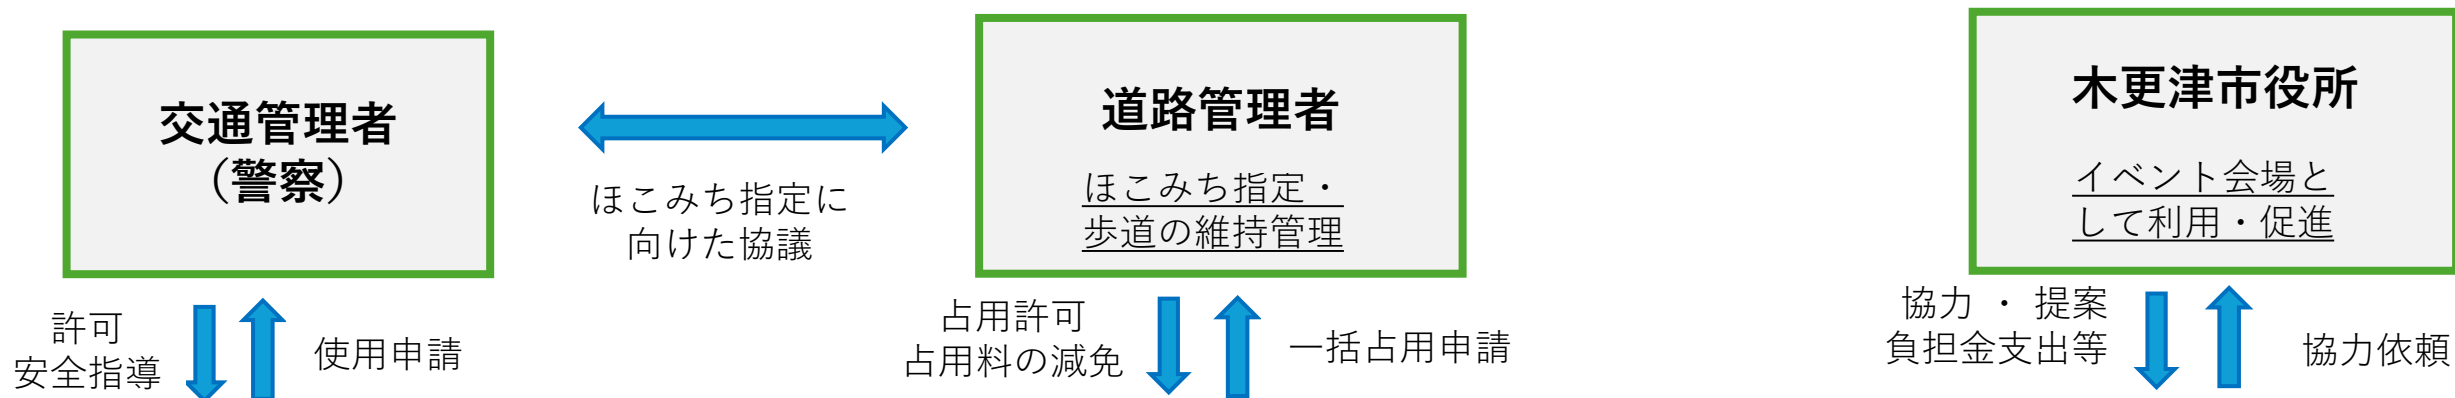 交通管理者
（警察）
ほこみち指定に
向けた協議
道路管理者
ほこみち指定・
歩道の維持管理
木更津市役所
イベント会場と
して利用・促進
許可
安全指導
使用申請
占用許可
占用料の減免
一括占用申請
協力 ・ 提案
負担金支出等
協力依頼